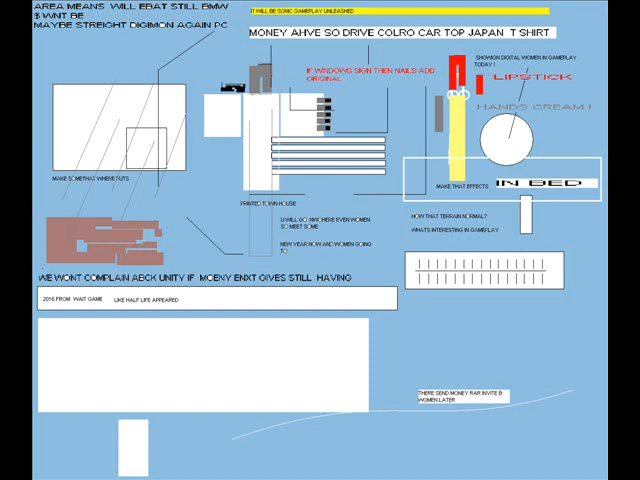 AREA MEANS WILL EBAT STILL BMW
$ WNT BE
MAYBE STREIGHT DIGIMON AGAIN PC
IT WILL BE SONIC GAMEPLAY UNLEASHED
MONEY AHVE SO DRIVE COLRO CAR TOP JAPAN T SHIRT
SHOWIGN DIGITAL WOMEN IN GAMEPLAY
TODAY !
IF WINDOWS SIGN THEN NAILS ADD
ORIGINAL
LIPSTICK
HANDS CREAM !
MAKE SOMETHAT WHERE PUTS
MAKE THAT EFFECTS
IN BED
PRINTED TOWN HOUSE
U WILL GO NWOHERE EVEN WOMEN
SO MEET SOME
HOW THAT TERRAIN NORMAL?
WHATS INTERESTING IN GAMEPLAY
NEW YEAR NOW AND WOMEN GOING
TO
WE WONT COMPLAIN AECK UNITY IF MOENY ENXT GIVES STILL HAVING
2016 FROM WAIT GAME
LIKE HALF LIFE APPEARED
THERE SEND MONEY RAR INVITE B
WOMEN LATER